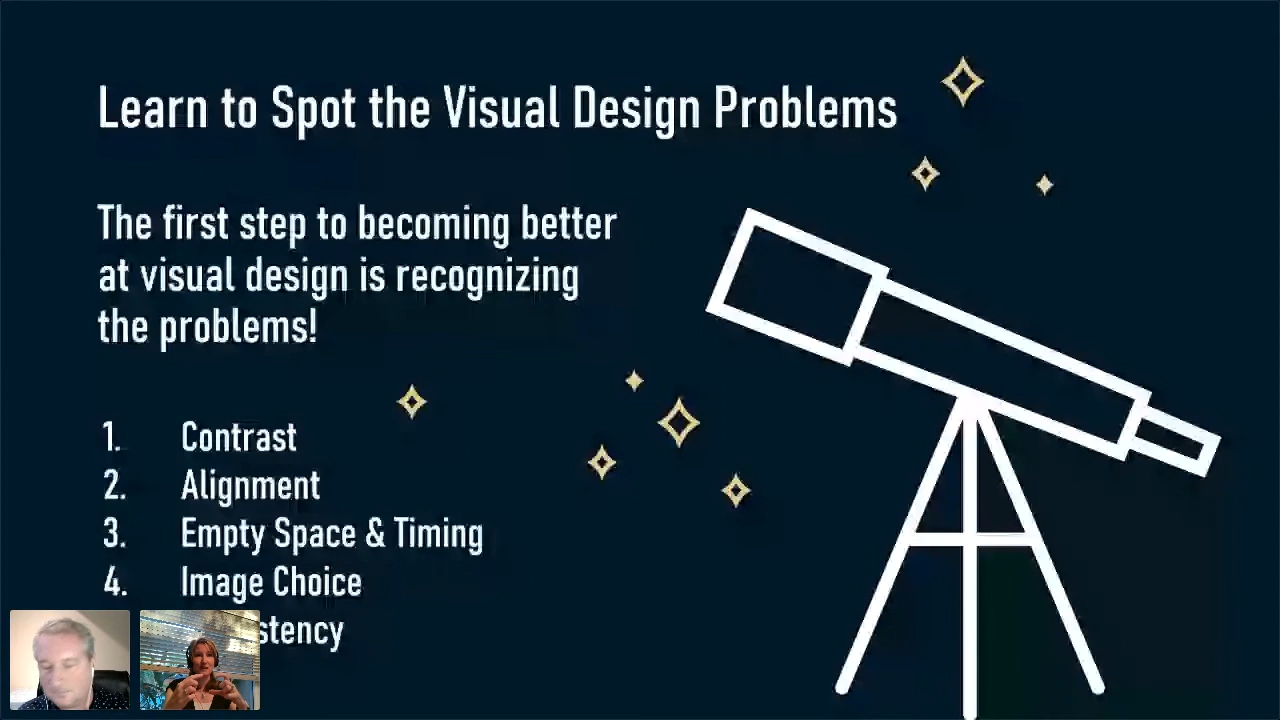 Learn to Spot the Visual Design Problems
The first step to becoming better
at visual design is recognizing
the problems!
1. Contrast
2. Alignment
3. Empty Space & Timing
4. Image Choice
stency